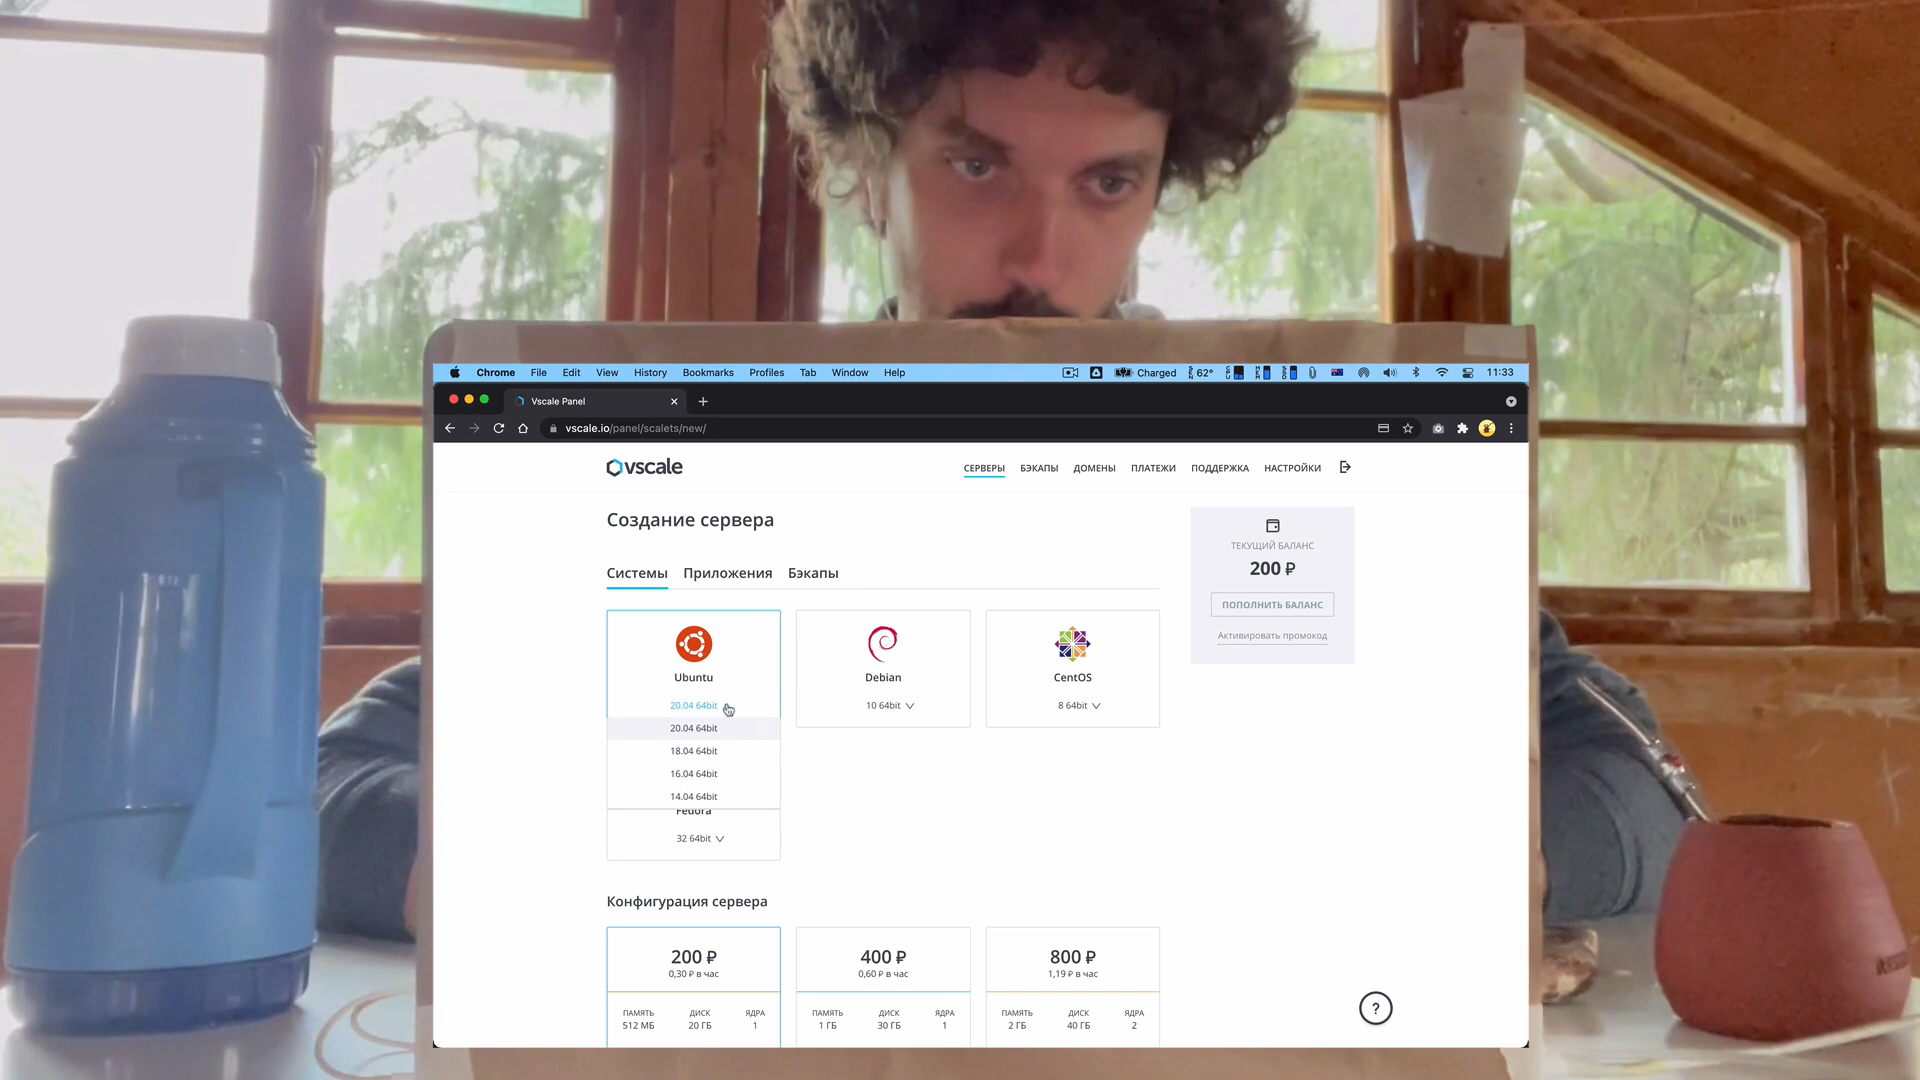 Chrome File Edit View History Bookmarks Profiles Tab Window Help Charged 62° 11:33
Vscale Panel
vscale.io/panel/scalets/new/
vscale СЕРВЕРЫ БЭКАПЫ ДОМЕНЫ ПЛАТЕЖИ ПОДДЕРЖКА НАСТРОЙКИ
Создание сервера
ТЕКУЩИЙ БАЛАНС
200 ₽
ПОПОЛНИТЬ БАЛАНС
Активировать промокод
Системы Приложения Бэкапы
Ubuntu
20.04 64bit
20.04 64bit
18.04 64bit
16.04 64bit
14.04 64bit
Debian
10 64bit
CentOS
8 64bit
Fedora
32 64bit
Конфигурация сервера
200 ₽
0,30 ₽ в час
ПАМЯТЬ ДИСК ЯДРА
512 МБ 20 ГБ 1
400 ₽
0,60 ₽ в час
ПАМЯТЬ ДИСК ЯДРА
1 ГБ 30 ГБ 1
800 ₽
1,19 ₽ в час
ПАМЯТЬ ДИСК ЯДРА
2 ГБ 40 ГБ 2
?